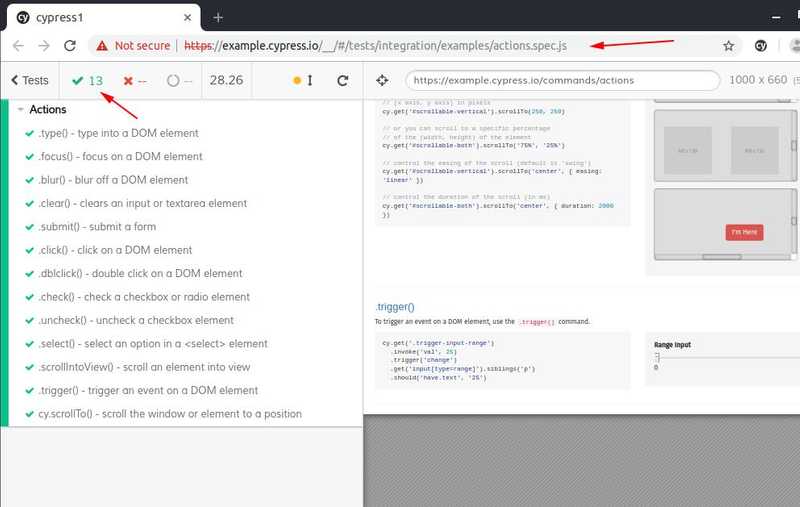 cypress1
Not secure
https://example.cypress.io/__/#/tests/integration/examples/actions.spec.js
Tests
13
--
--
28.26
https://example.cypress.io/commands/actions
1000 x 660
Actions
.type() - type into a DOM element
.focus() - focus on a DOM element
.blur() - blur off a DOM element
.clear() - clears an input or textarea element
.submit() - submit a form
.click() - click on a DOM element
.dblclick() - double click on a DOM element
.check() - check a checkbox or radio element
.uncheck() - uncheck a checkbox element
.select() - select an option in a <select> element
.scrollIntoView() - scroll an element into view
.trigger() - trigger an event on a DOM element
cy.scrollTo() - scroll the window or element to a position
// [x axis, y axis] in pixels
cy.get('#scrollable-vertical').scrollTo(250, 250)
// or you can scroll to a specific percentage
// of the (width, height) of the element
cy.get('#scrollable-both').scrollTo('75%', '25%')
// control the easing of the scroll (default is 'swing')
cy.get('#scrollable-vertical').scrollTo('center', { easing:
'linear' })
// control the duration of the scroll (in ms)
cy.get('#scrollable-both').scrollTo('center', { duration: 2000
})
I'm Here
.trigger()
To trigger an event on a DOM element, use the .trigger() command.
cy.get('.trigger-input-range')
.invoke('val', 25)
.trigger('change')
.get('input[type=range]').siblings('p')
.should('have.text', '25')
Range Input
0